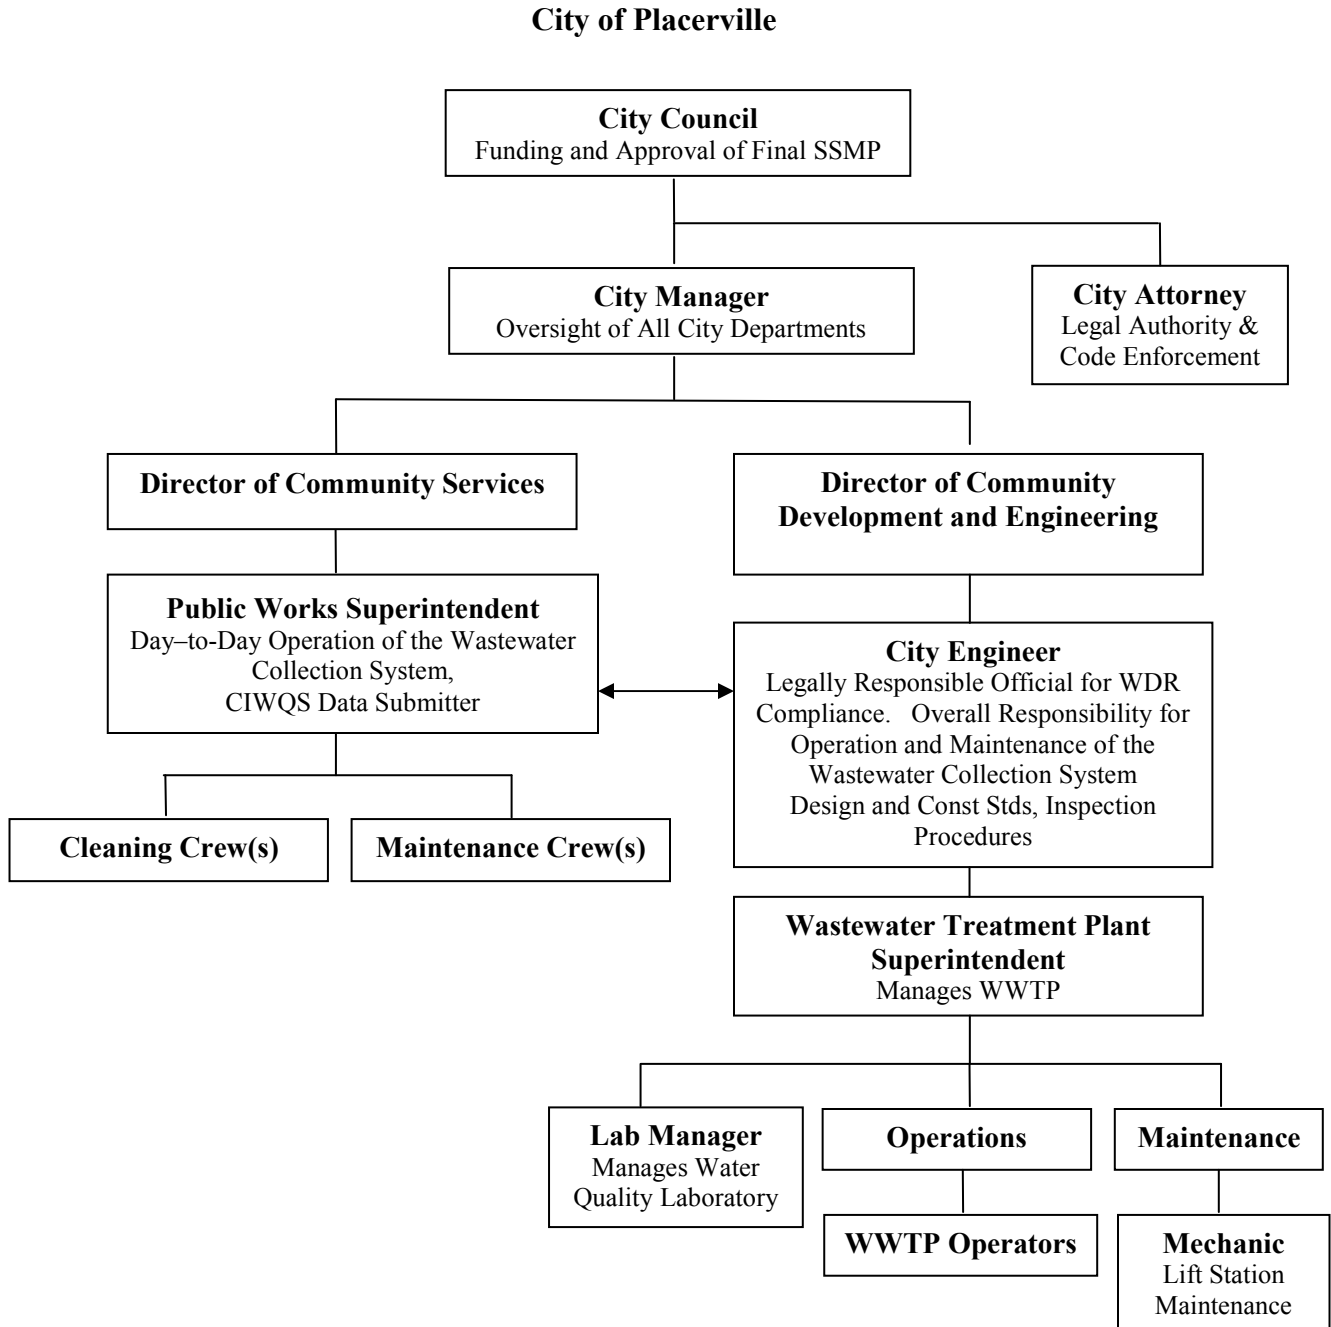 City of Placerville
City Council
Funding and Approval of Final SSMP
City Manager
Oversight of All City Departments
City Attorney
Legal Authority &
Code Enforcement
Director of Community Services
Director of Community
Development and Engineering
Public Works Superintendent
Day–to-Day Operation of the Wastewater
Collection System,
CIWQS Data Submitter
City Engineer
Legally Responsible Official for WDR
Compliance.   Overall Responsibility for
Operation and Maintenance of the
Wastewater Collection System
Design and Const Stds, Inspection
Procedures
Cleaning Crew(s)
Maintenance Crew(s)
Wastewater Treatment Plant
Superintendent
Manages WWTP
Lab Manager
Manages Water
Quality Laboratory
Operations
Maintenance
WWTP Operators
Mechanic
Lift Station
Maintenance